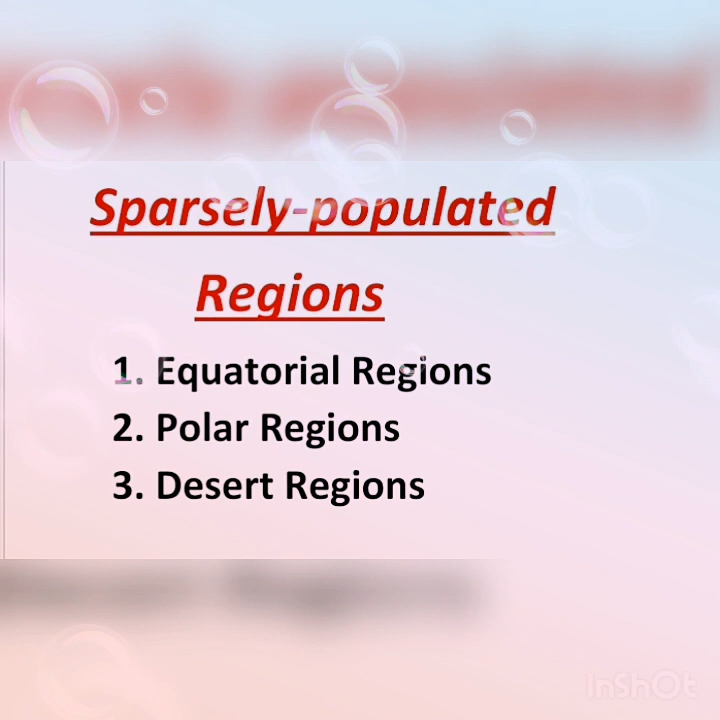 Sparsely-populated
Regions
1. Equatorial Regions
2. Polar Regions
3. Desert Regions
InShOt